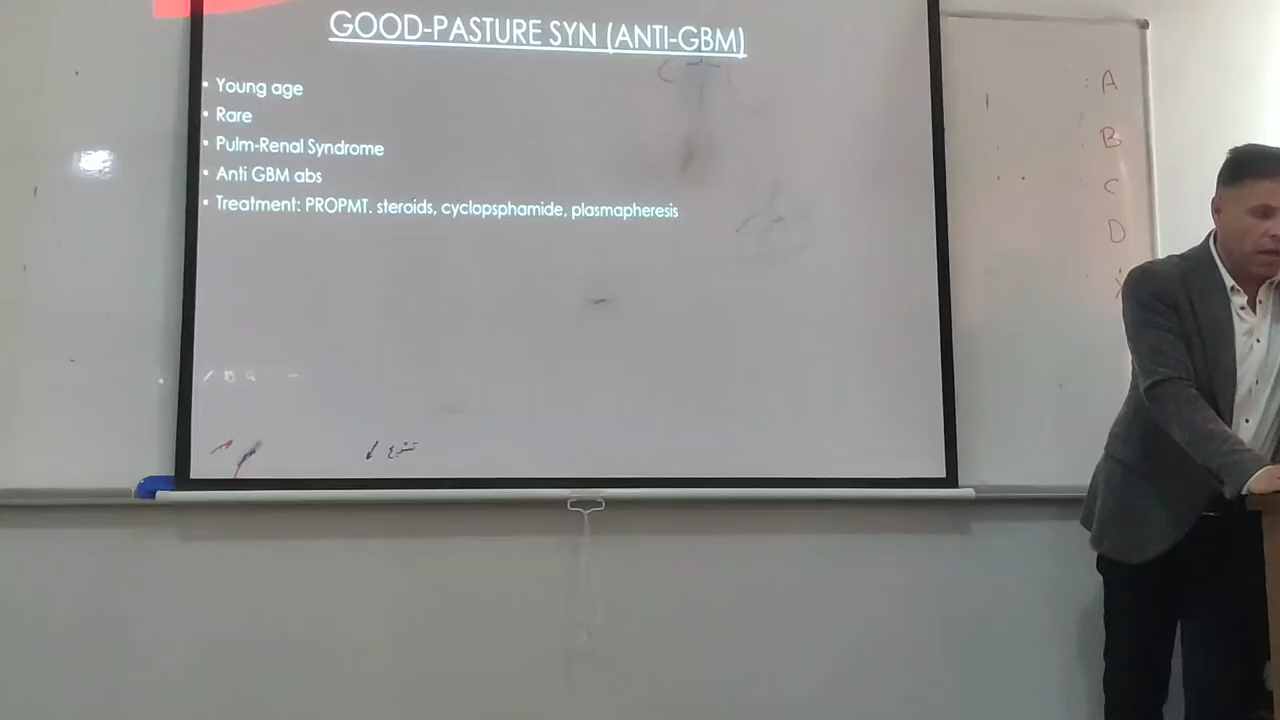 GOOD-PASTURE SYN (ANTI-GBM)
• Young age
• Rare
• Pulm-Renal Syndrome
• Anti GBM abs
• Treatment: PROPMT. steroids, cyclopsphamide, plasmapheresis
A
B
C
D